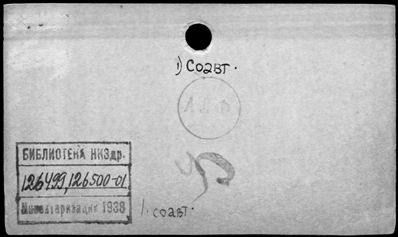 1) Соавт.
БИБЛИОТЕКА НКЗдр.
126499, 126500-01
Инвентаризация 1938
1. соавт.